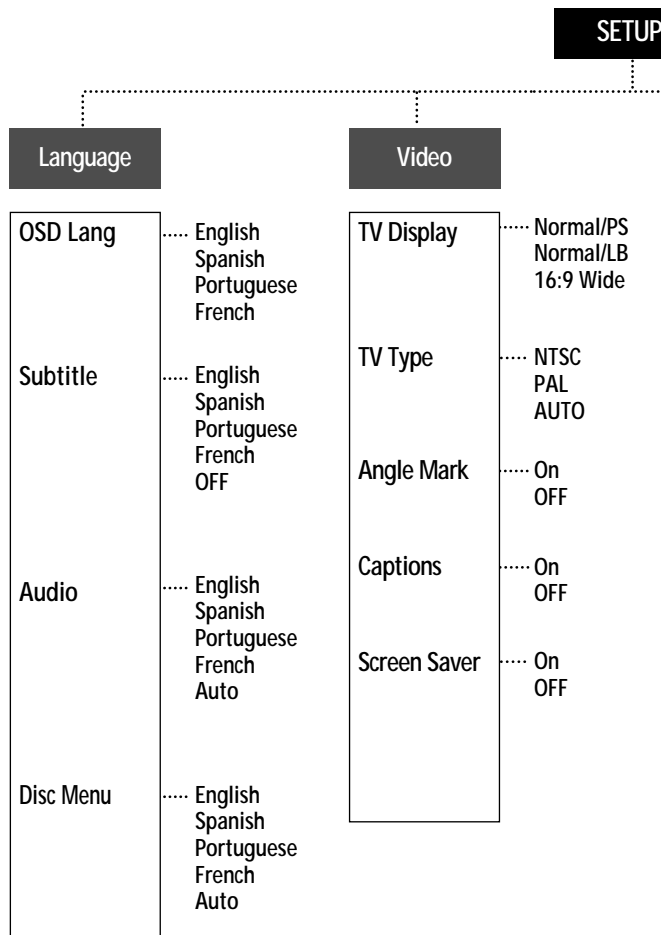 SETUP
Language
OSD Lang
English
Spanish
Portuguese
French
Subtitle
English
Spanish
Portuguese
French
OFF
Audio
English
Spanish
Portuguese
French
Auto
Disc Menu
English
Spanish
Portuguese
French
Auto
Video
TV Display
Normal/PS
Normal/LB
16:9 Wide
TV Type
NTSC
PAL
AUTO
Angle Mark
On
OFF
Captions
On
OFF
Screen Saver
On
OFF